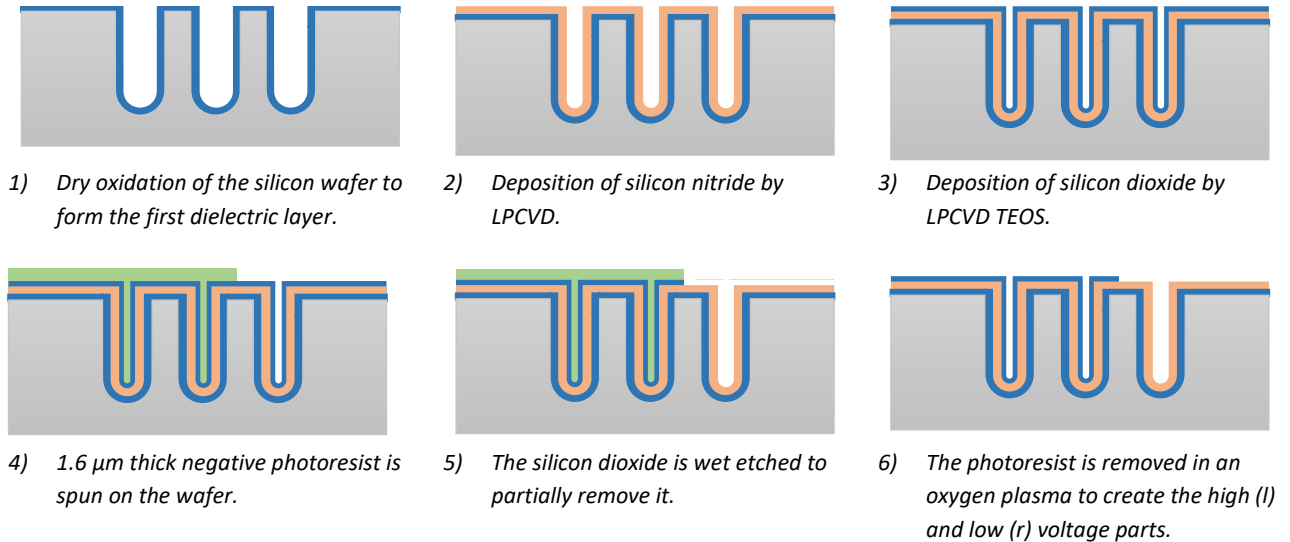 1) Dry oxidation of the silicon wafer to
form the first dielectric layer.
2) Deposition of silicon nitride by
LPCVD.
3) Deposition of silicon dioxide by
LPCVD TEOS.
4) 1.6 µm thick negative photoresist is
spun on the wafer.
5) The silicon dioxide is wet etched to
partially remove it.
6) The photoresist is removed in an
oxygen plasma to create the high (l)
and low (r) voltage parts.